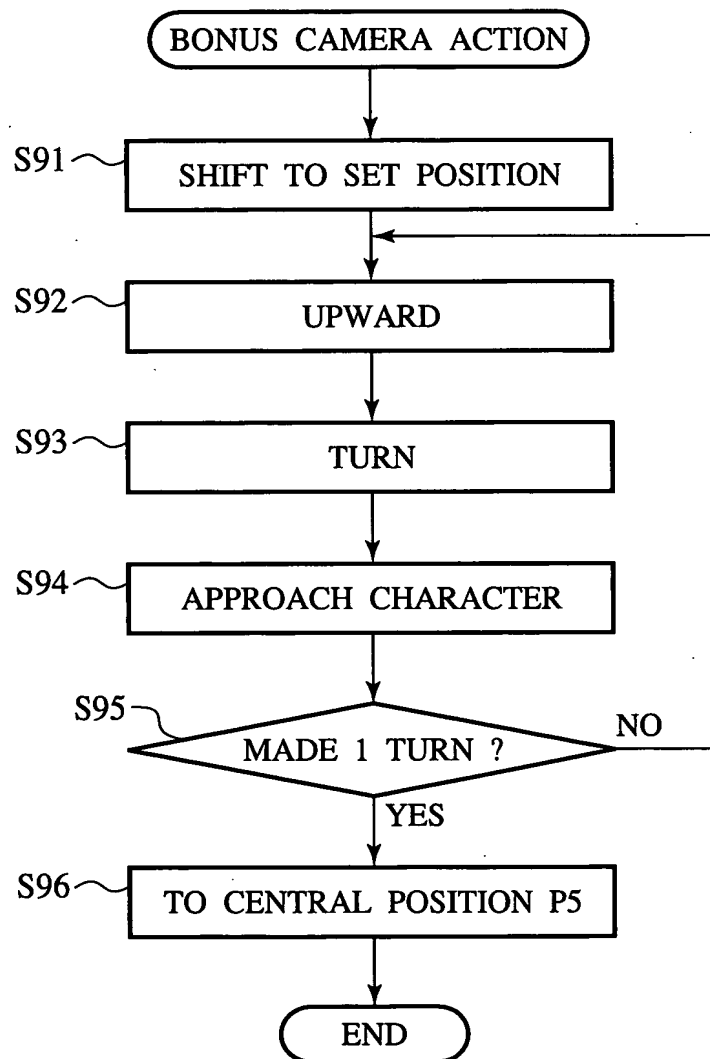 BONUS CAMERA ACTION
S91
SHIFT TO SET POSITION
S92
UPWARD
S93
TURN
S94
APPROACH CHARACTER
S95
MADE 1 TURN ?
NO
YES
S96
TO CENTRAL POSITION P5
END